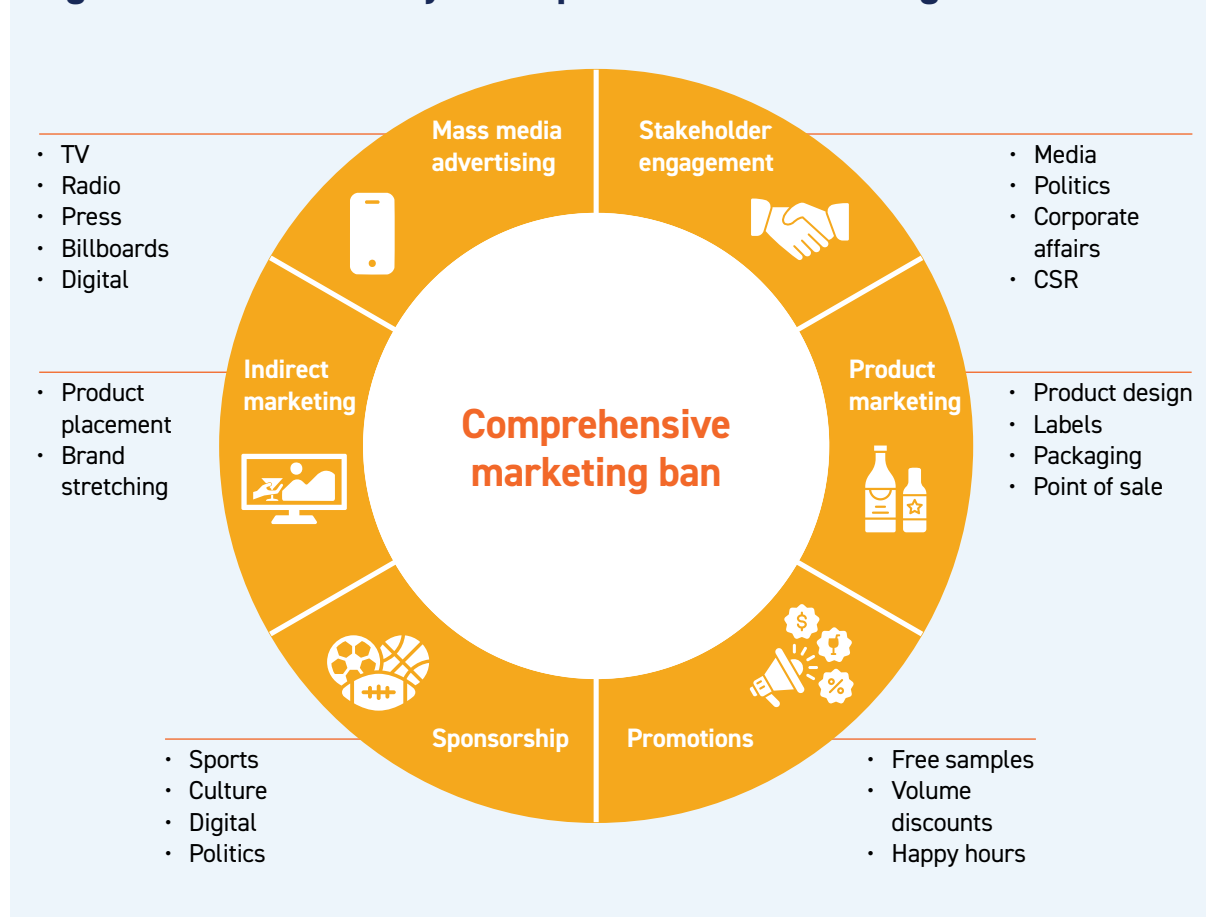 Mass media
advertising
· TV
· Radio
· Press
· Billboards
· Digital
Stakeholder
engagement
· Media
· Politics
· Corporate
affairs
· CSR
Indirect
marketing
· Product
placement
· Brand
stretching
Product
marketing
· Product design
· Labels
· Packaging
· Point of sale
Comprehensive
marketing ban
$
%
Sponsorship
· Sports
· Culture
· Digital
· Politics
Promotions
· Free samples
· Volume
discounts
· Happy hours